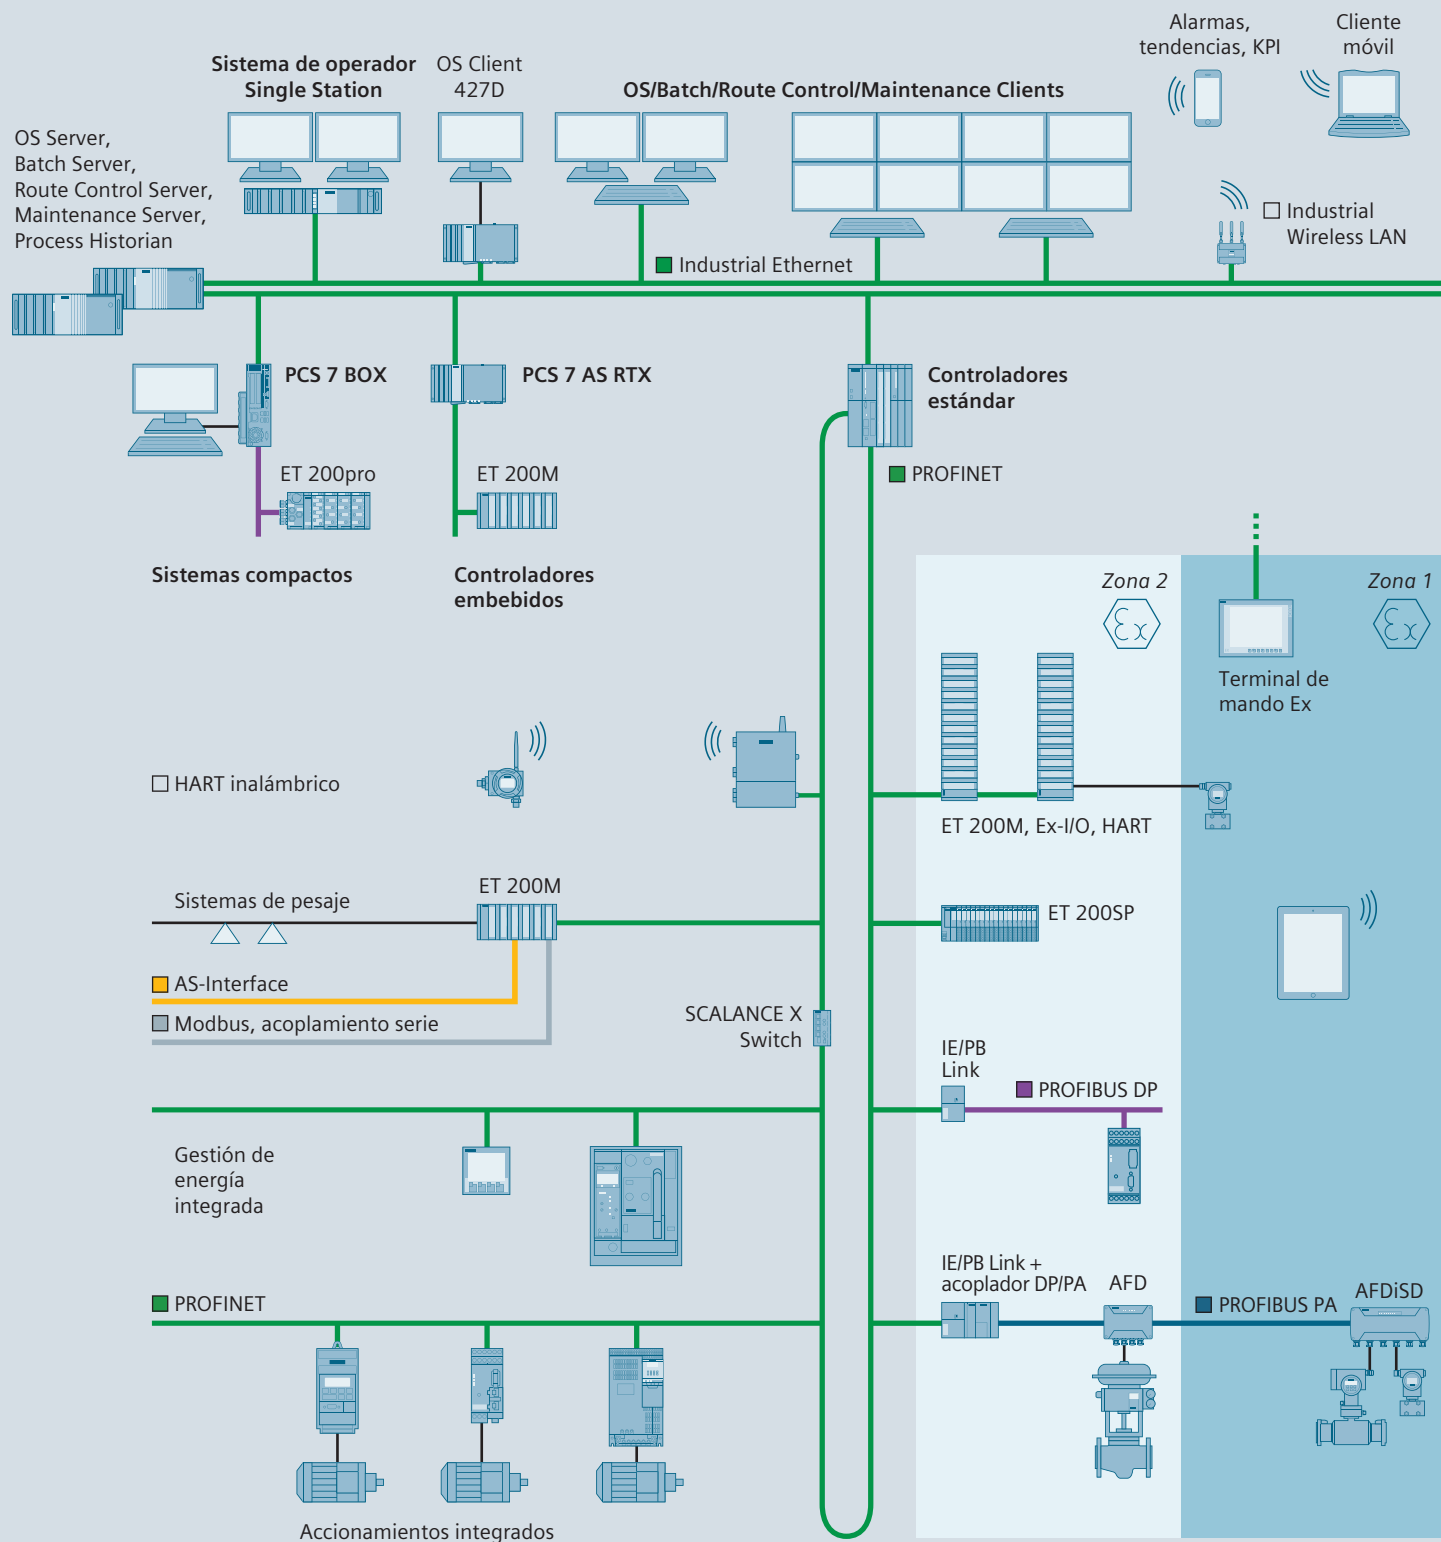 Alarmas,
tendencias, KPI
Cliente
móvil
Sistema de operador
Single Station
OS Client
427D
OS/Batch/Route Control/Maintenance Clients
OS Server,
Batch Server,
Route Control Server,
Maintenance Server,
Process Historian
Industrial
Wireless LAN
Industrial Ethernet
PCS 7 BOX
PCS 7 AS RTX
Controladores
estándar
ET 200pro
ET 200M
PROFINET
Sistemas compactos
Controladores
embebidos
Zona 2
Zona 1
Ex
Ex
Terminal de
mando Ex
HART inalámbrico
ET 200M, Ex-I/O, HART
Sistemas de pesaje
ET 200M
ET 200SP
AS-Interface
Modbus, acoplamiento serie
SCALANCE X
Switch
IE/PB
Link
PROFIBUS DP
Gestión de
energía
integrada
IE/PB Link +
acoplador DP/PA
AFD
AFDiSD
PROFINET
PROFIBUS PA
Accionamientos integrados